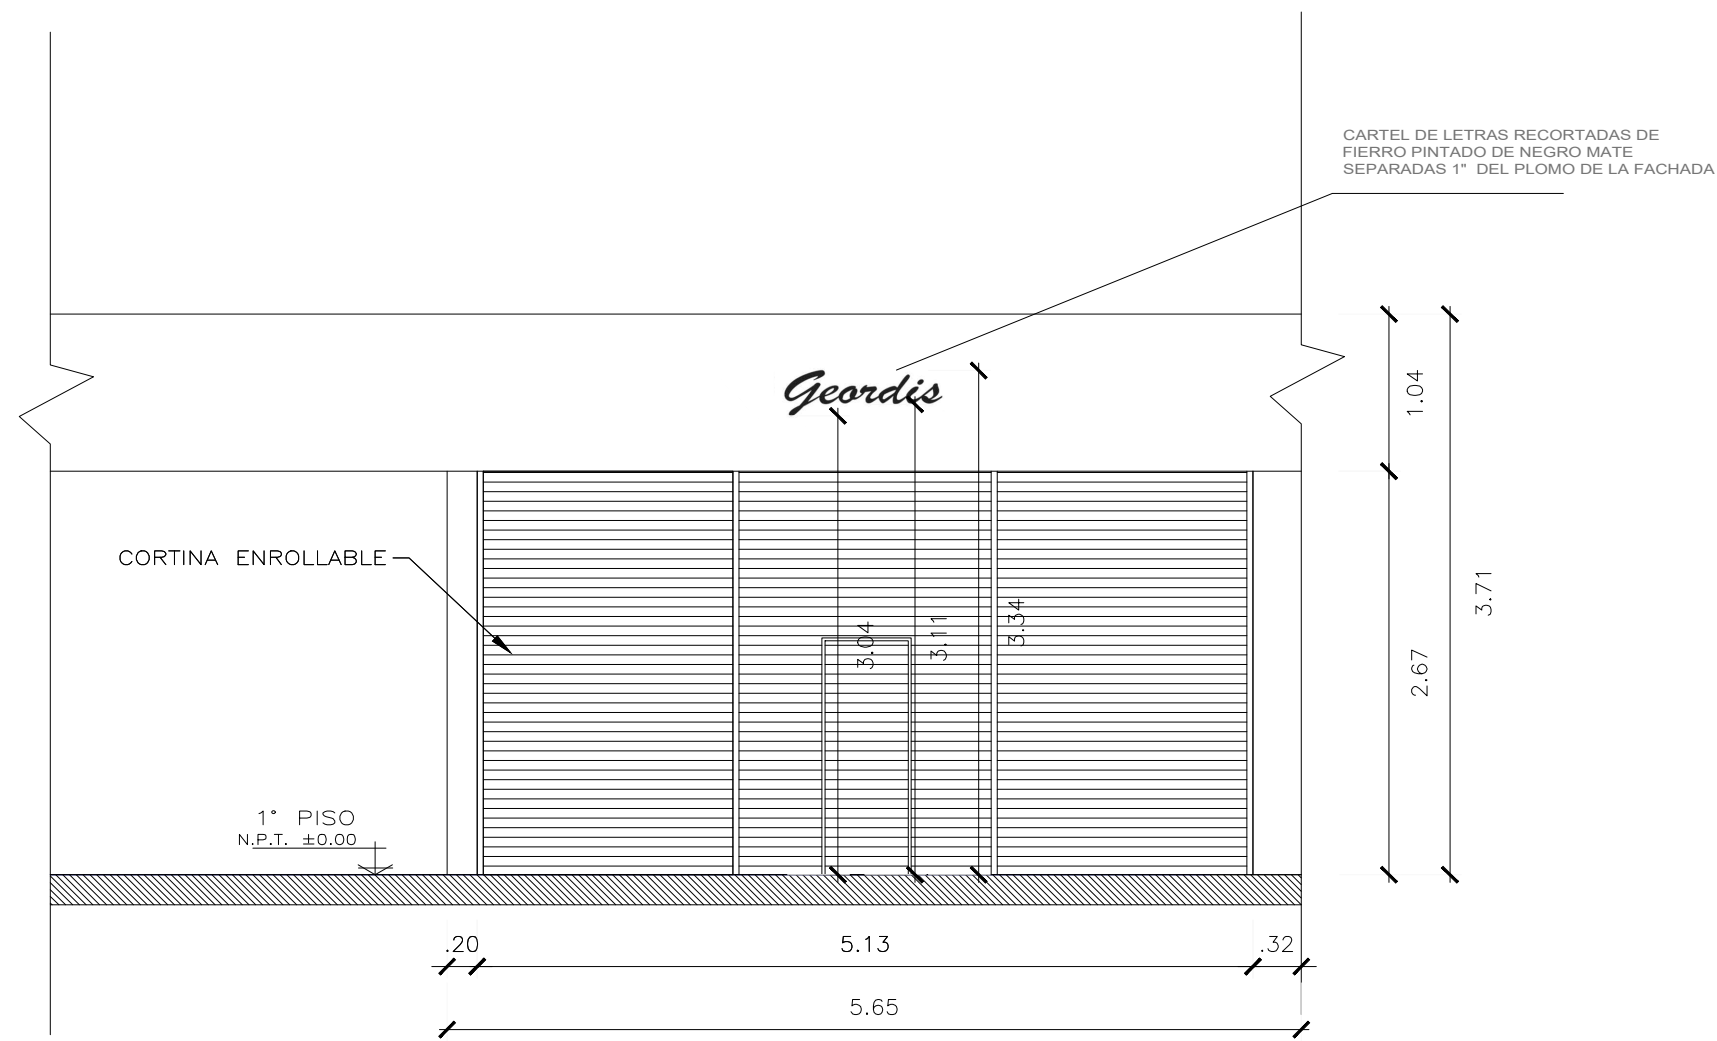 CARTEL DE LETRAS RECORTADAS DE
FIERRO PINTADO DE NEGRO MATE
SEPARADAS 1" DEL PLOMO DE LA FACHADA
Geordis
1.04
CORTINA ENROLLABLE
3.04
3.11
3.34
2.67
3.71
1° PISO
N.P.T. ±0.00
.20
5.13
.32
5.65